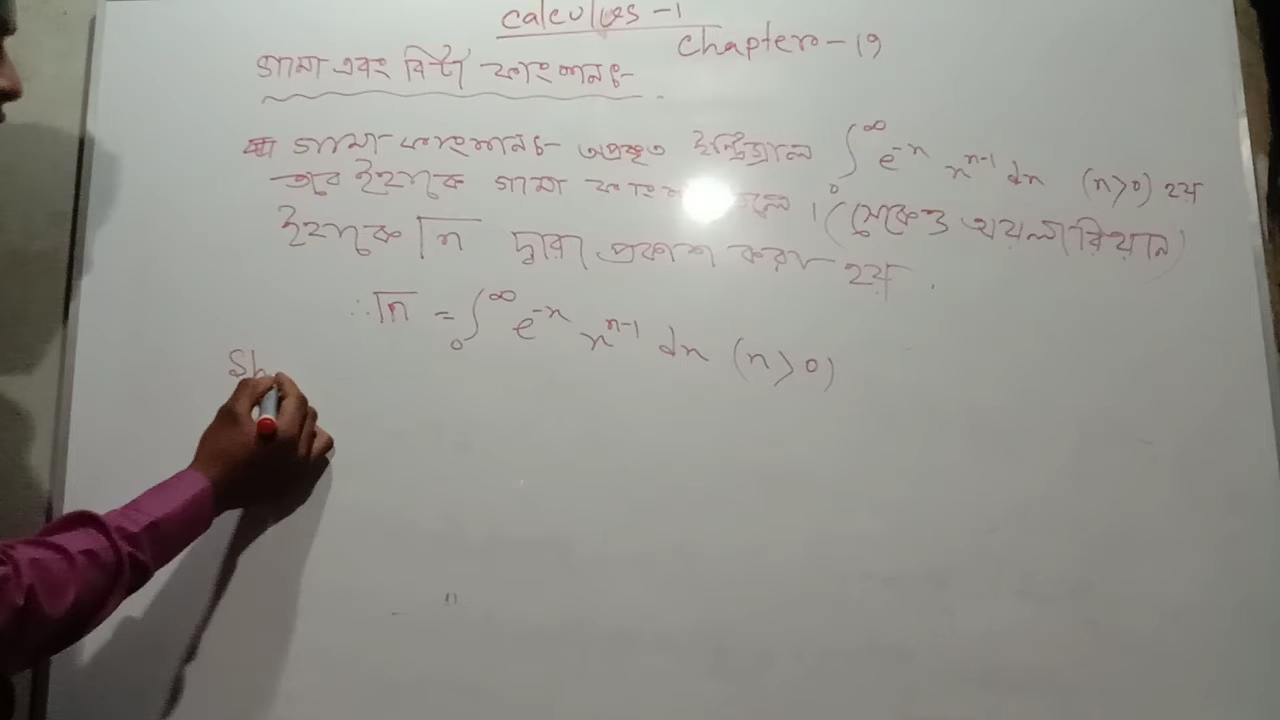 Calculus-1
Chapter-19
গামা এবং বিটা ফাংশনঃ-
গামা ফাংশনঃ- অপ্রকৃত ইন্টিগ্রাল ∫₀^∞ e^-x x^n-1 dx (n>0) হয়
তবে ইহাকে গামা ফাংশন বলে। (
ইহাকে Γn দ্বারা প্রকাশ করা হয়.
∴ Γn = ∫₀^∞ e^-x x^n-1 dx (n>0)
Sh